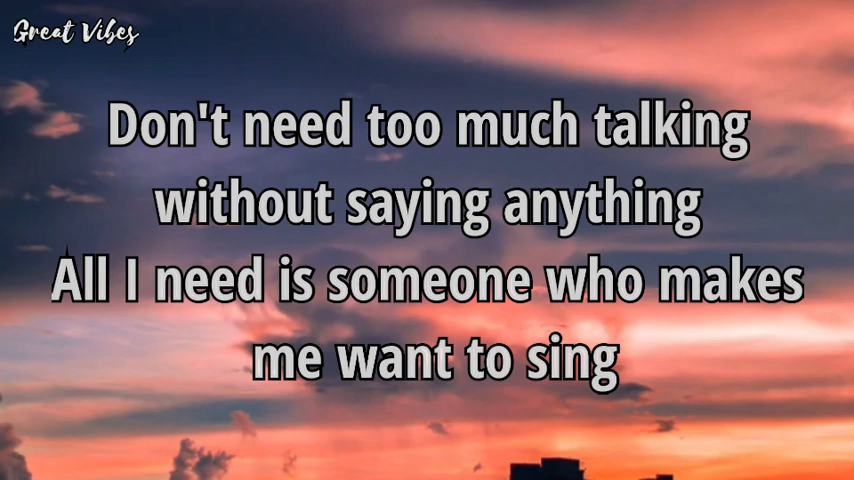 Great Vibes
Don't need too much talking
without saying anything
All I need is someone who makes
me want to sing